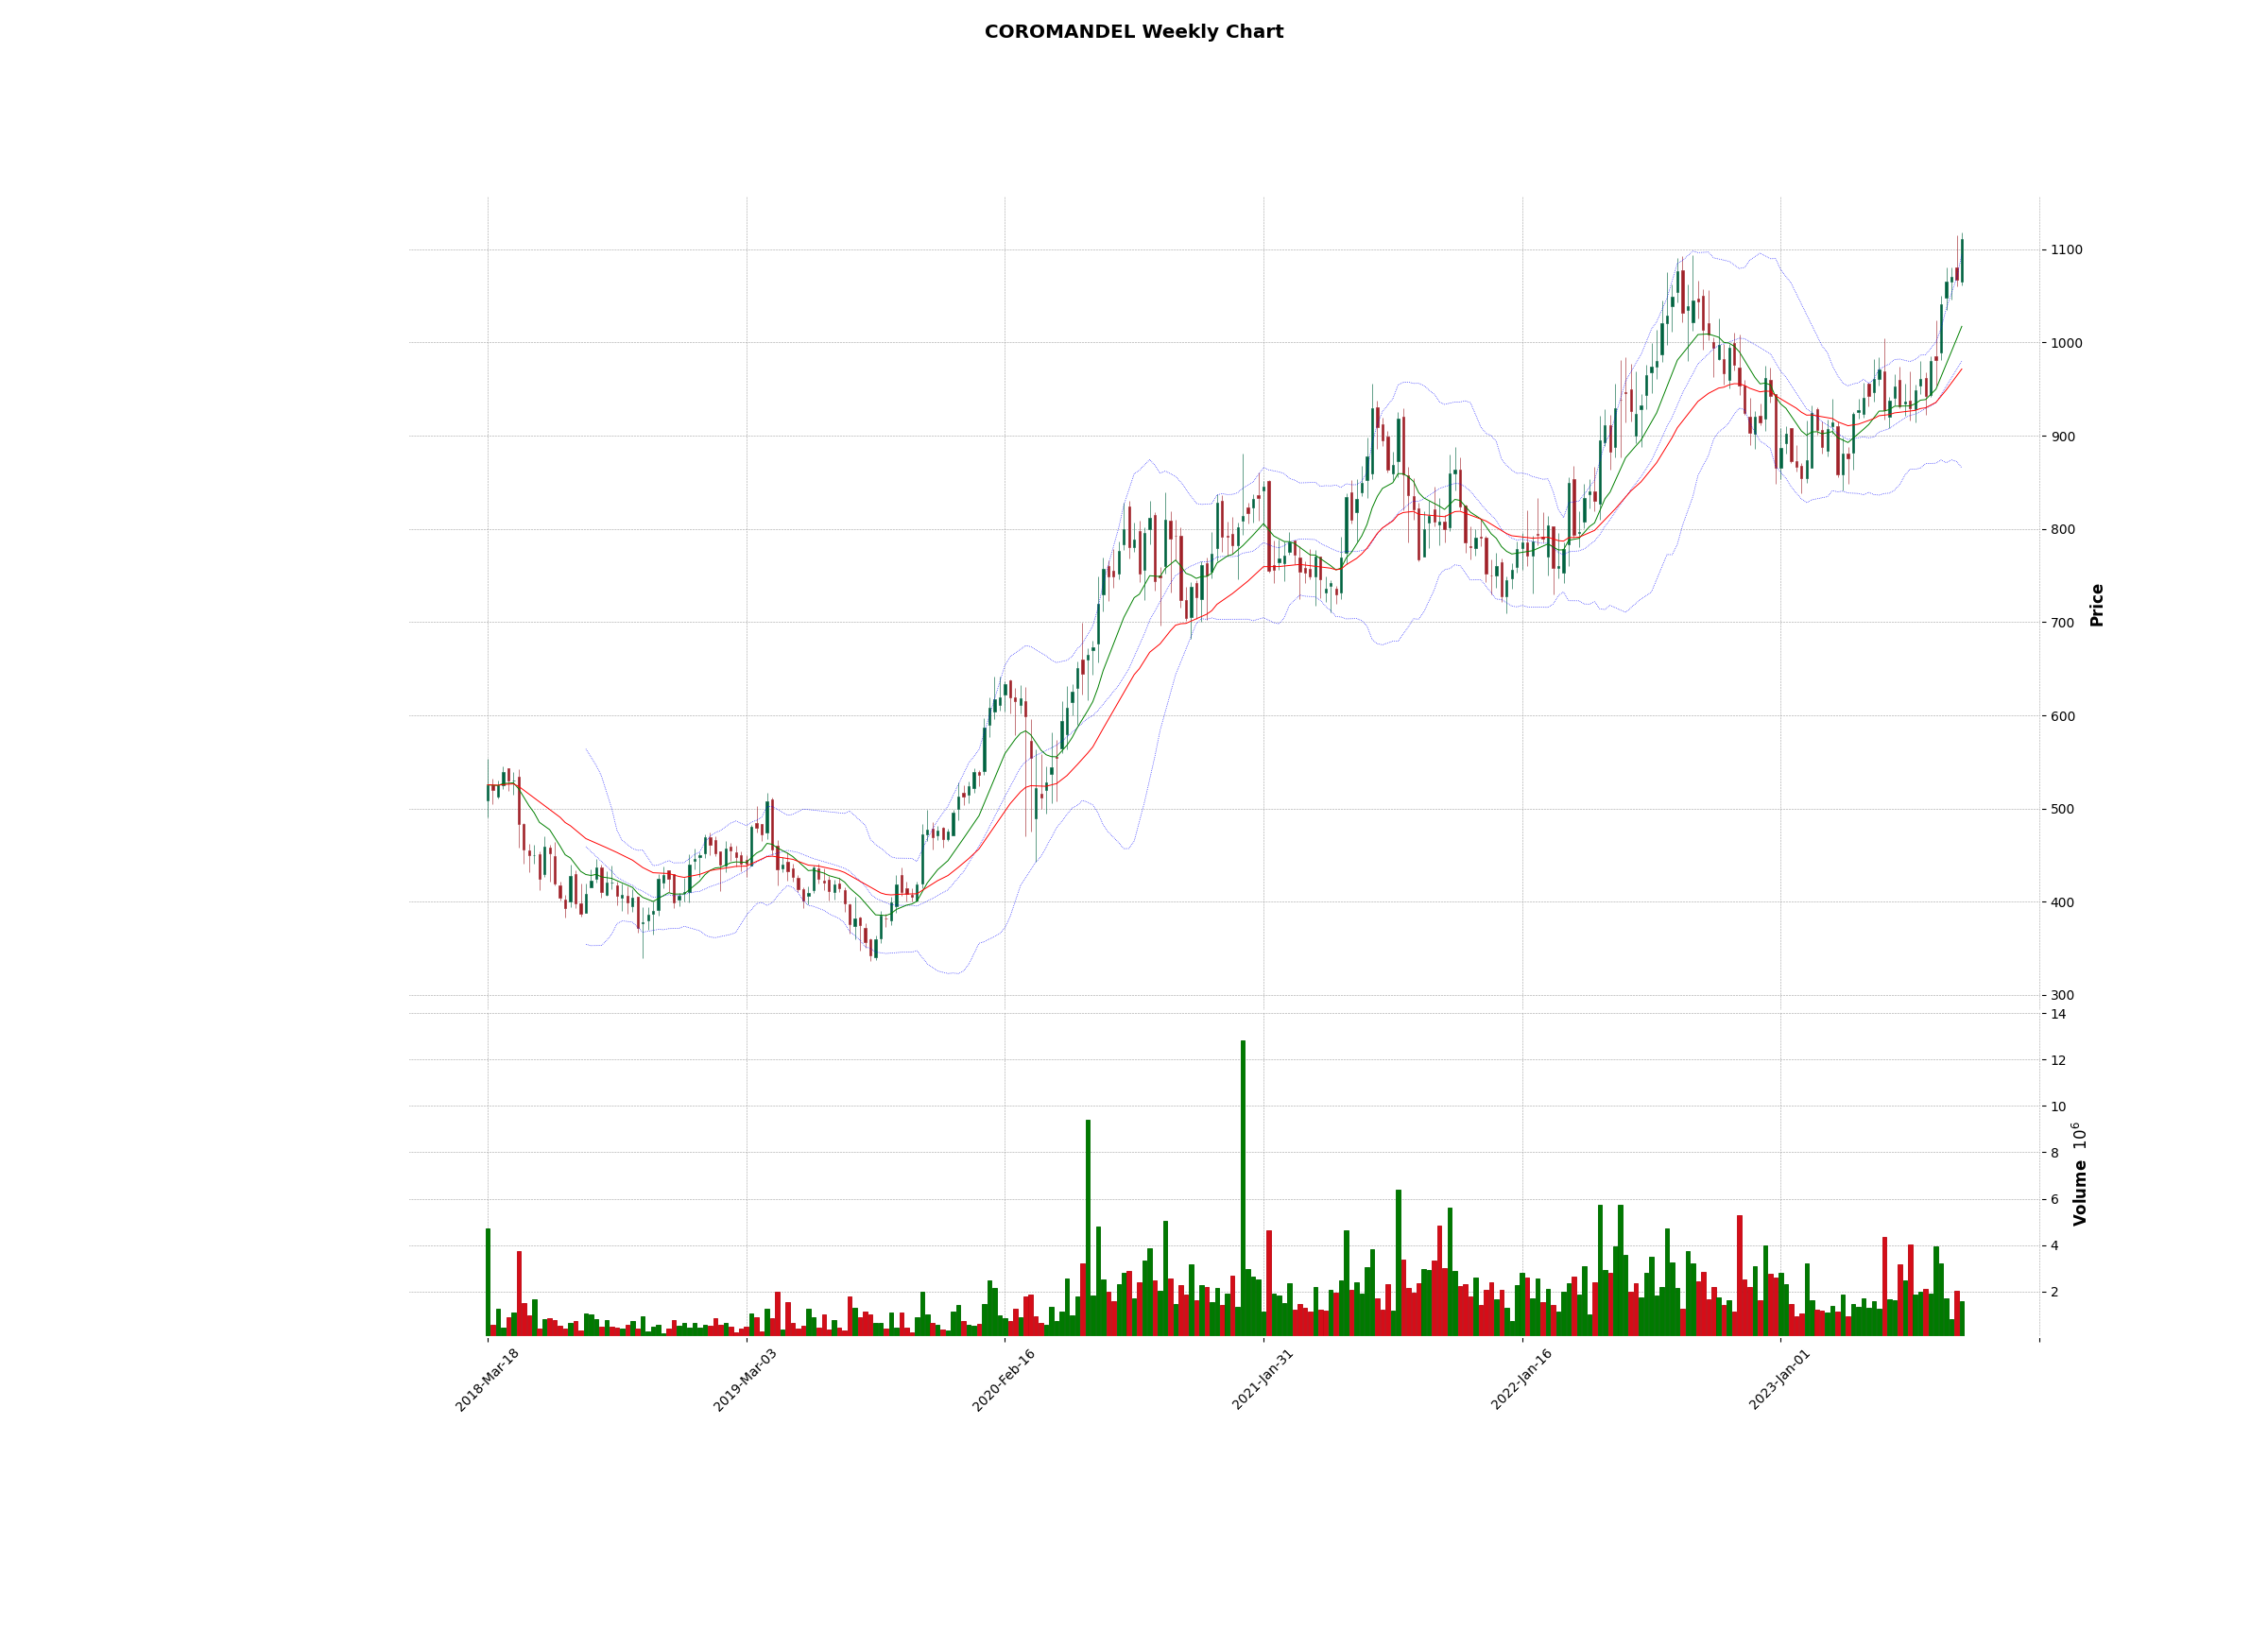 COROMANDEL Weekly Chart
1100
1000
900
800
700
600
500
400
300
Price
14
12
10
8
6
4
2
Volume 10^6
2018-Mar-18
2019-Mar-03
2020-Feb-16
2021-Jan-31
2022-Jan-16
2023-Jan-01